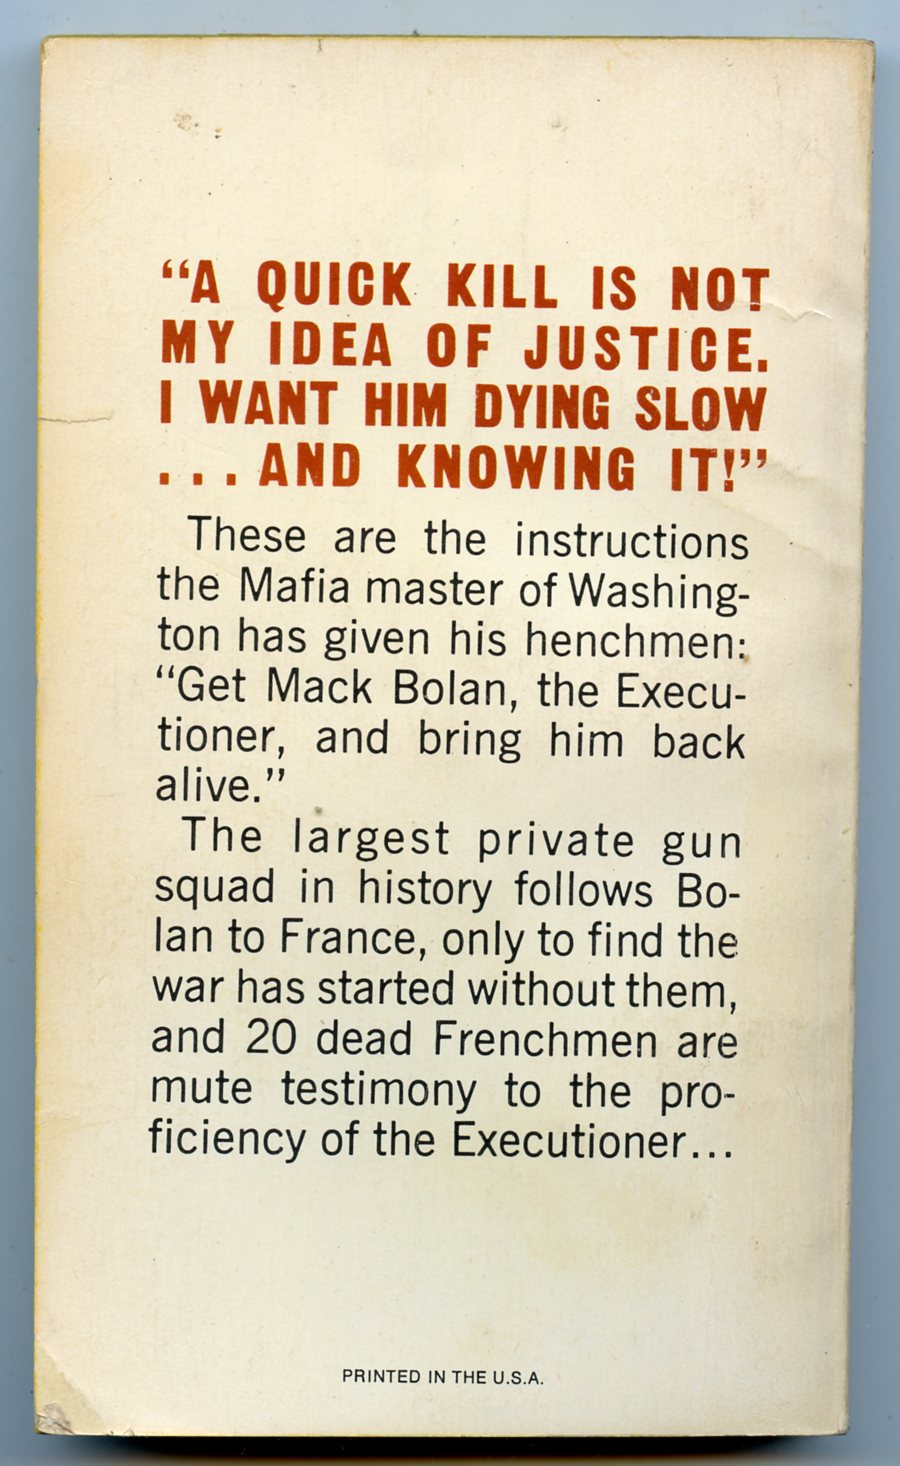 “A QUICK KILL IS NOT
MY IDEA OF JUSTICE.
I WANT HIM DYING SLOW
...AND KNOWING IT!”
These are the instructions
the Mafia master of Washing-
ton has given his henchmen:
“Get Mack Bolan, the Execu-
tioner, and bring him back
alive.”
The largest private gun
squad in history follows Bo-
lan to France, only to find the
war has started without them,
and 20 dead Frenchmen are
mute testimony to the pro-
ficiency of the Executioner...
PRINTED IN THE U.S.A.